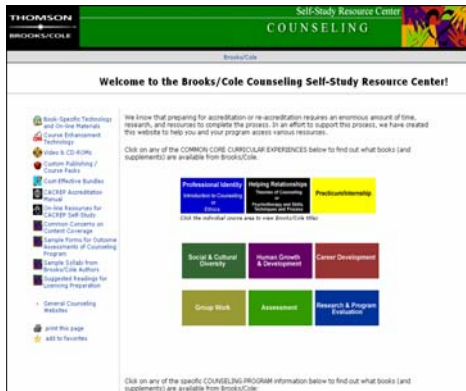 THOMSON
BROOKS/COLE
Self-Study Resource Center
COUNSELING
Brooks/Cole
Welcome to the Brooks/Cole Counseling Self-Study Resource Center!
Book-Specific Technology
and On-line Materials
Course Enhancement
Technology
Video & CD-ROMs
Custom Publishing /
Course Packs
Cost-Effective Bundles
CACREP Accreditation
Manual
On-line Resources for
CACREP Self-Study
Common Concerns on
Content Coverage
Sample Forms for Outcome
Assessments of Counseling
Program
Sample Syllabi from
Brooks/Cole Authors
Suggested Readings for
Licensing Preparation
General Counseling
Websites
print this page
add to favorites
We know that preparing for accreditation or re-accreditation requires an enormous amount of time,
research, and resources to complete the process. In an effort to support this process, we have created
this website to help you and your program access various resources.
Click on any of the COMMON CORE CURRICULAR EXPERIENCES below to find out what books (and
supplements) are available from Brooks/Cole.
Professional Identity
Introduction to Counseling
or
Ethics
Helping Relationships
Theories of Counseling
or
Psychotherapy and Skills
Techniques and Process
Practicum/Internship
Click the individual course area to view Brooks/Cole titles
Social & Cultural
Diversity
Human Growth
& Development
Career Development
Group Work
Assessment
Research & Program
Evaluation
Click on any of the specific COUNSELING PROGRAM information below to find out what books (and
supplements) are available from Brooks/Cole: